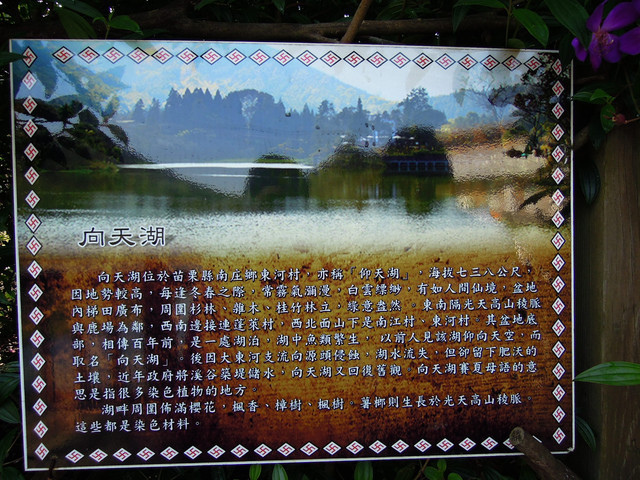 向天湖
向天湖位於苗栗縣南庄鄉東河村，亦稱「仰天湖」，海拔七三八公尺，
因地勢較高，每逢冬春之際，常霧氣瀰漫，白雲縹緲，有如人間仙境，盆地
內梯田廣布，周圍杉林、雜木、桂竹林立，綠意盎然。東南隔光天高山稜脈
與鹿場為鄰，西南邊接連蓬萊村，西北面山下是南江村、東河村。其盆地底
部，相傳百年前，是一處湖泊，湖中魚類繁生，以前人見該湖仰向天空，而
取名「向天湖」。後因大東河支流向源頭侵蝕，湖水流失，但卻留下肥沃的
土壤，近年政府將溪谷築堤儲水，向天湖又回復舊觀。向天湖賽夏母語的意
思是指很多染色植物的地方。
湖畔周圍佈滿櫻花、楓香、樟樹、楓樹。薯榔則生長於光天高山稜脈，
這些都是染色材料。